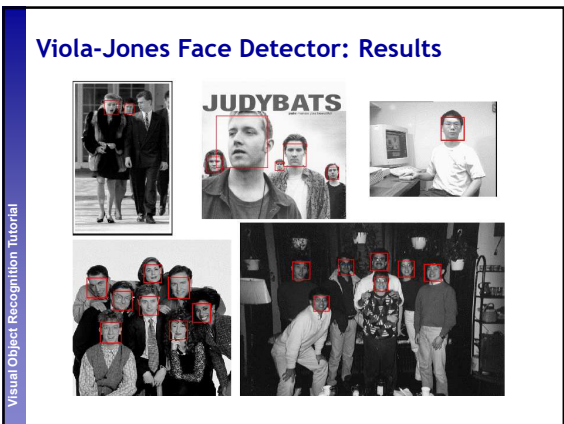 Viola-Jones Face Detector: Results
JUDYBATS
Visual Object Recognition Tutorial